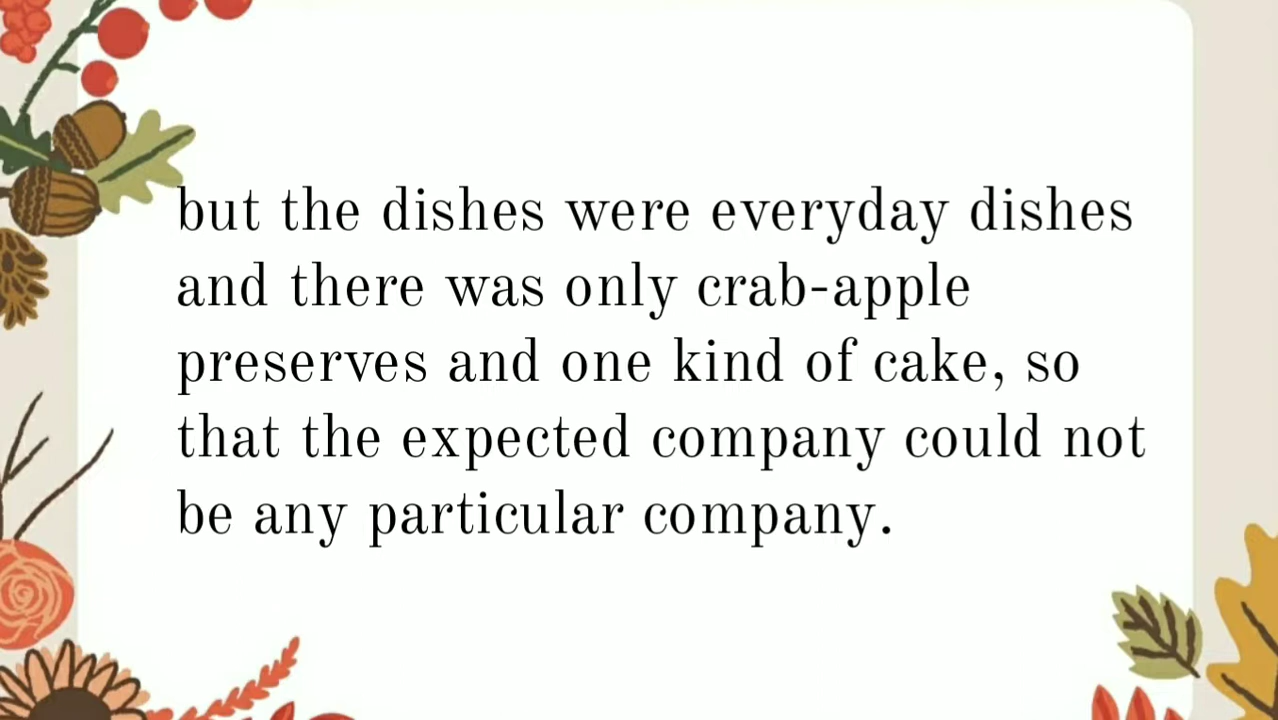 but the dishes were everyday dishes
and there was only crab-apple
preserves and one kind of cake, so
that the expected company could not
be any particular company.